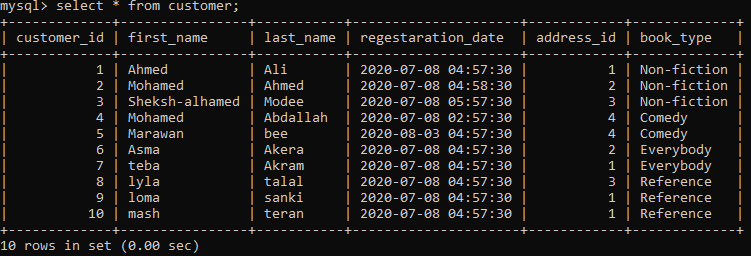 mysql> select * from customer;
+-------------+---------------+-----------+---------------------+------------+-------------+
| customer_id | first_name    | last_name | regestaration_date  | address_id | book_type   |
+-------------+---------------+-----------+---------------------+------------+-------------+
|           1 | Ahmed         | Ali       | 2020-07-08 04:57:30 |          1 | Non-fiction |
|           2 | Mohamed       | Ahmed     | 2020-07-08 04:58:30 |          2 | Non-fiction |
|           3 | Sheksh-alhamed | Modee     | 2020-07-08 05:57:30 |          3 | Non-fiction |
|           4 | Mohamed       | Abdallah  | 2020-07-08 02:57:30 |          4 | Comedy      |
|           5 | Marawan       | bee       | 2020-08-03 04:57:30 |          4 | Comedy      |
|           6 | Asma          | Akera     | 2020-07-08 04:57:30 |          2 | Everybody   |
|           7 | teba          | Akram     | 2020-07-08 04:57:30 |          1 | Everybody   |
|           8 | lyla          | talal     | 2020-07-08 04:57:30 |          3 | Reference   |
|           9 | loma          | sanki     | 2020-07-08 04:57:30 |          1 | Reference   |
|          10 | mash          | teran     | 2020-07-08 04:57:30 |          1 | Reference   |
+-------------+---------------+-----------+---------------------+------------+-------------+
10 rows in set (0.00 sec)